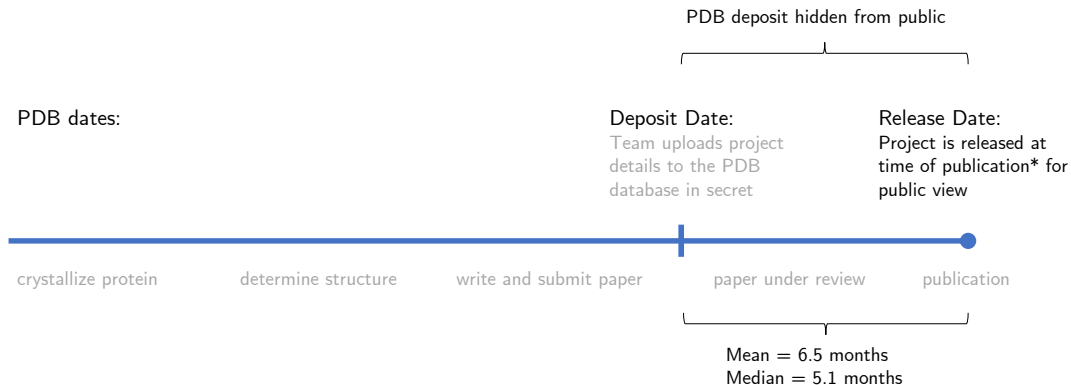 PDB deposit hidden from public
PDB dates:
Deposit Date:
Team uploads project
details to the PDB
database in secret
Release Date:
Project is released at
time of publication* for
public view
crystallize protein
determine structure
write and submit paper
paper under review
publication
Mean = 6.5 months
Median = 5.1 months